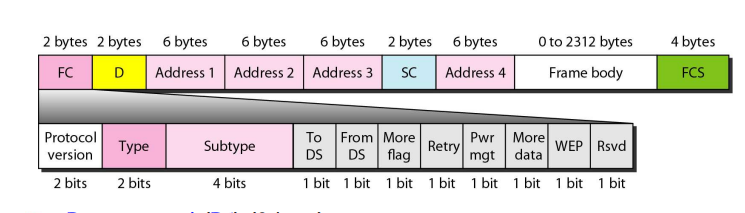 2 bytes 2 bytes 6 bytes 6 bytes 6 bytes 2 bytes 6 bytes 0 to 2312 bytes 4 bytes
FC D Address 1 Address 2 Address 3 SC Address 4 Frame body FCS
Protocol version Type Subtype To DS From DS More flag Retry Pwr mgt More data WEP Rsvd
2 bits 2 bits 4 bits 1 bit 1 bit 1 bit 1 bit 1 bit 1 bit 1 bit 1 bit